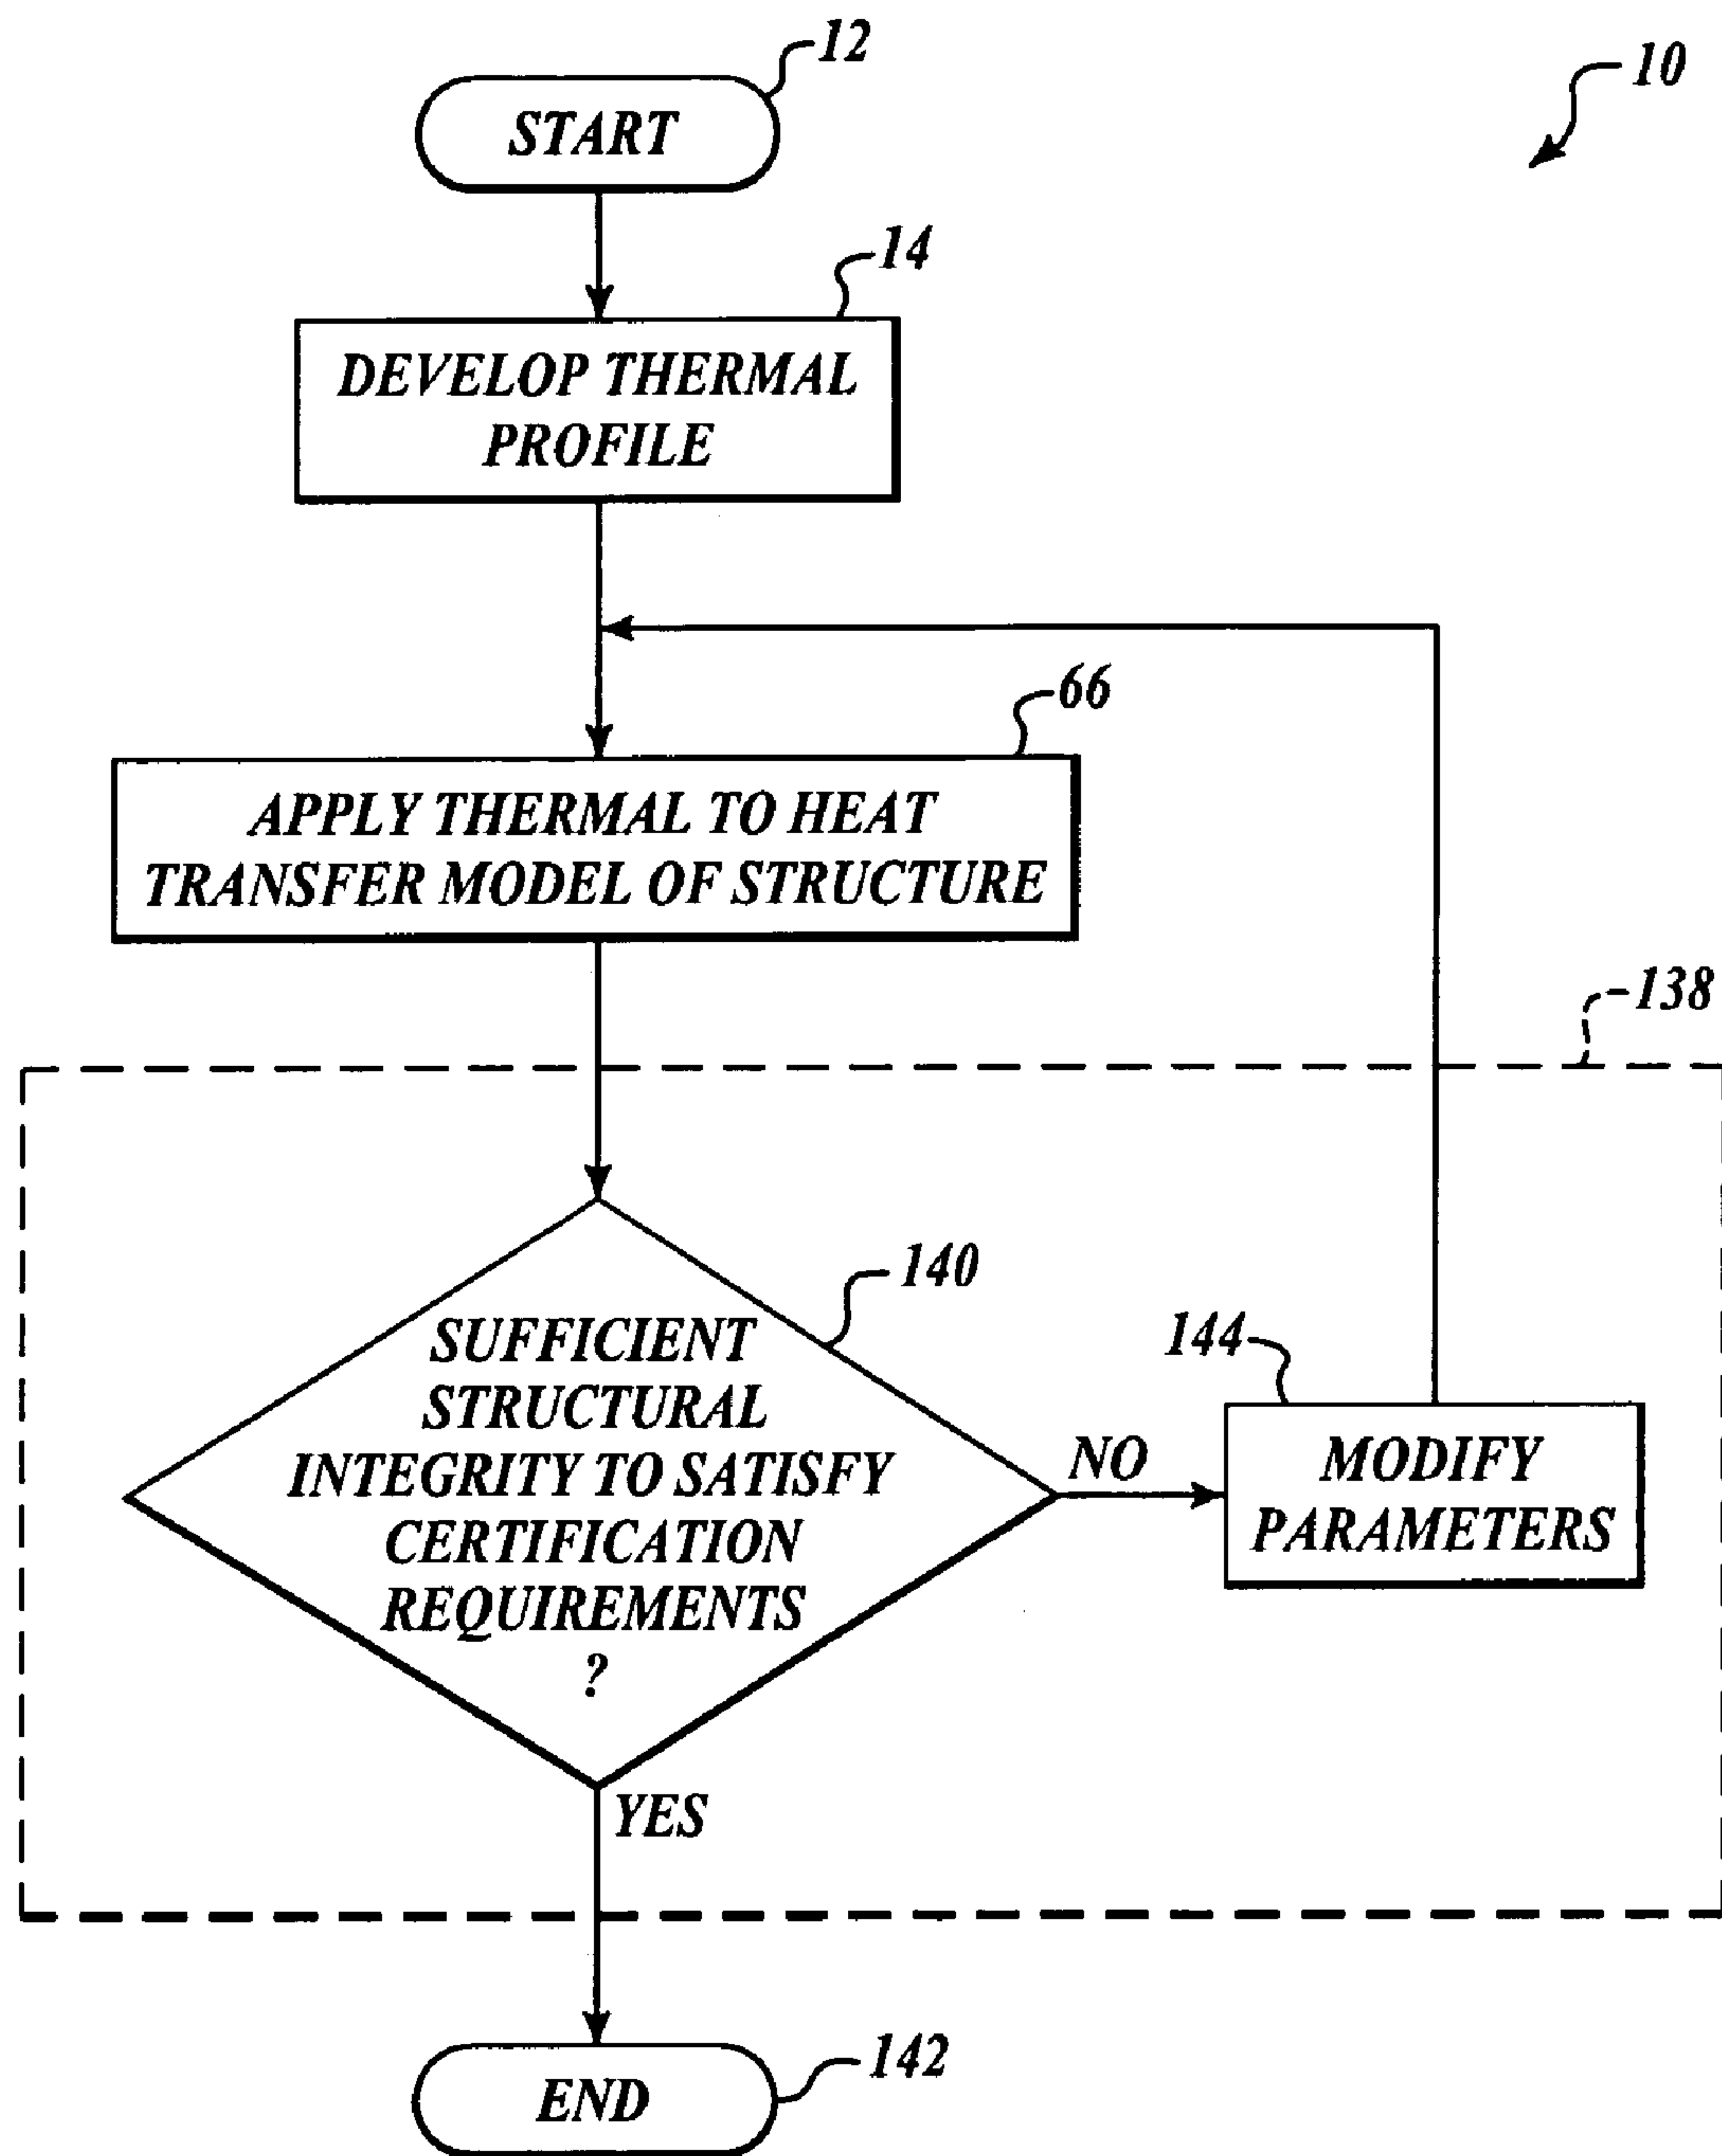 12
10
START
14
DEVELOP THERMAL
PROFILE
66
APPLY THERMAL TO HEAT
TRANSFER MODEL OF STRUCTURE
138
140
SUFFICIENT
STRUCTURAL
INTEGRITY TO SATISFY
CERTIFICATION
REQUIREMENTS
?
NO
144
MODIFY
PARAMETERS
YES
142
END